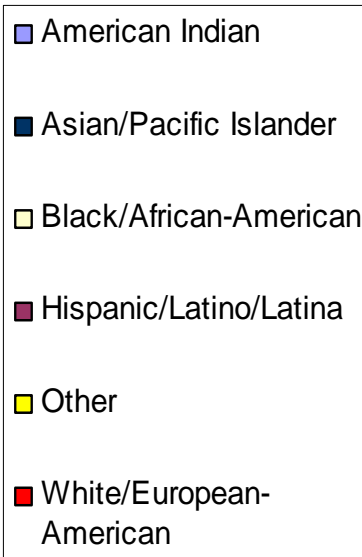 American Indian
Asian/Pacific Islander
Black/African-American
Hispanic/Latino/Latina
Other
White/European-
American